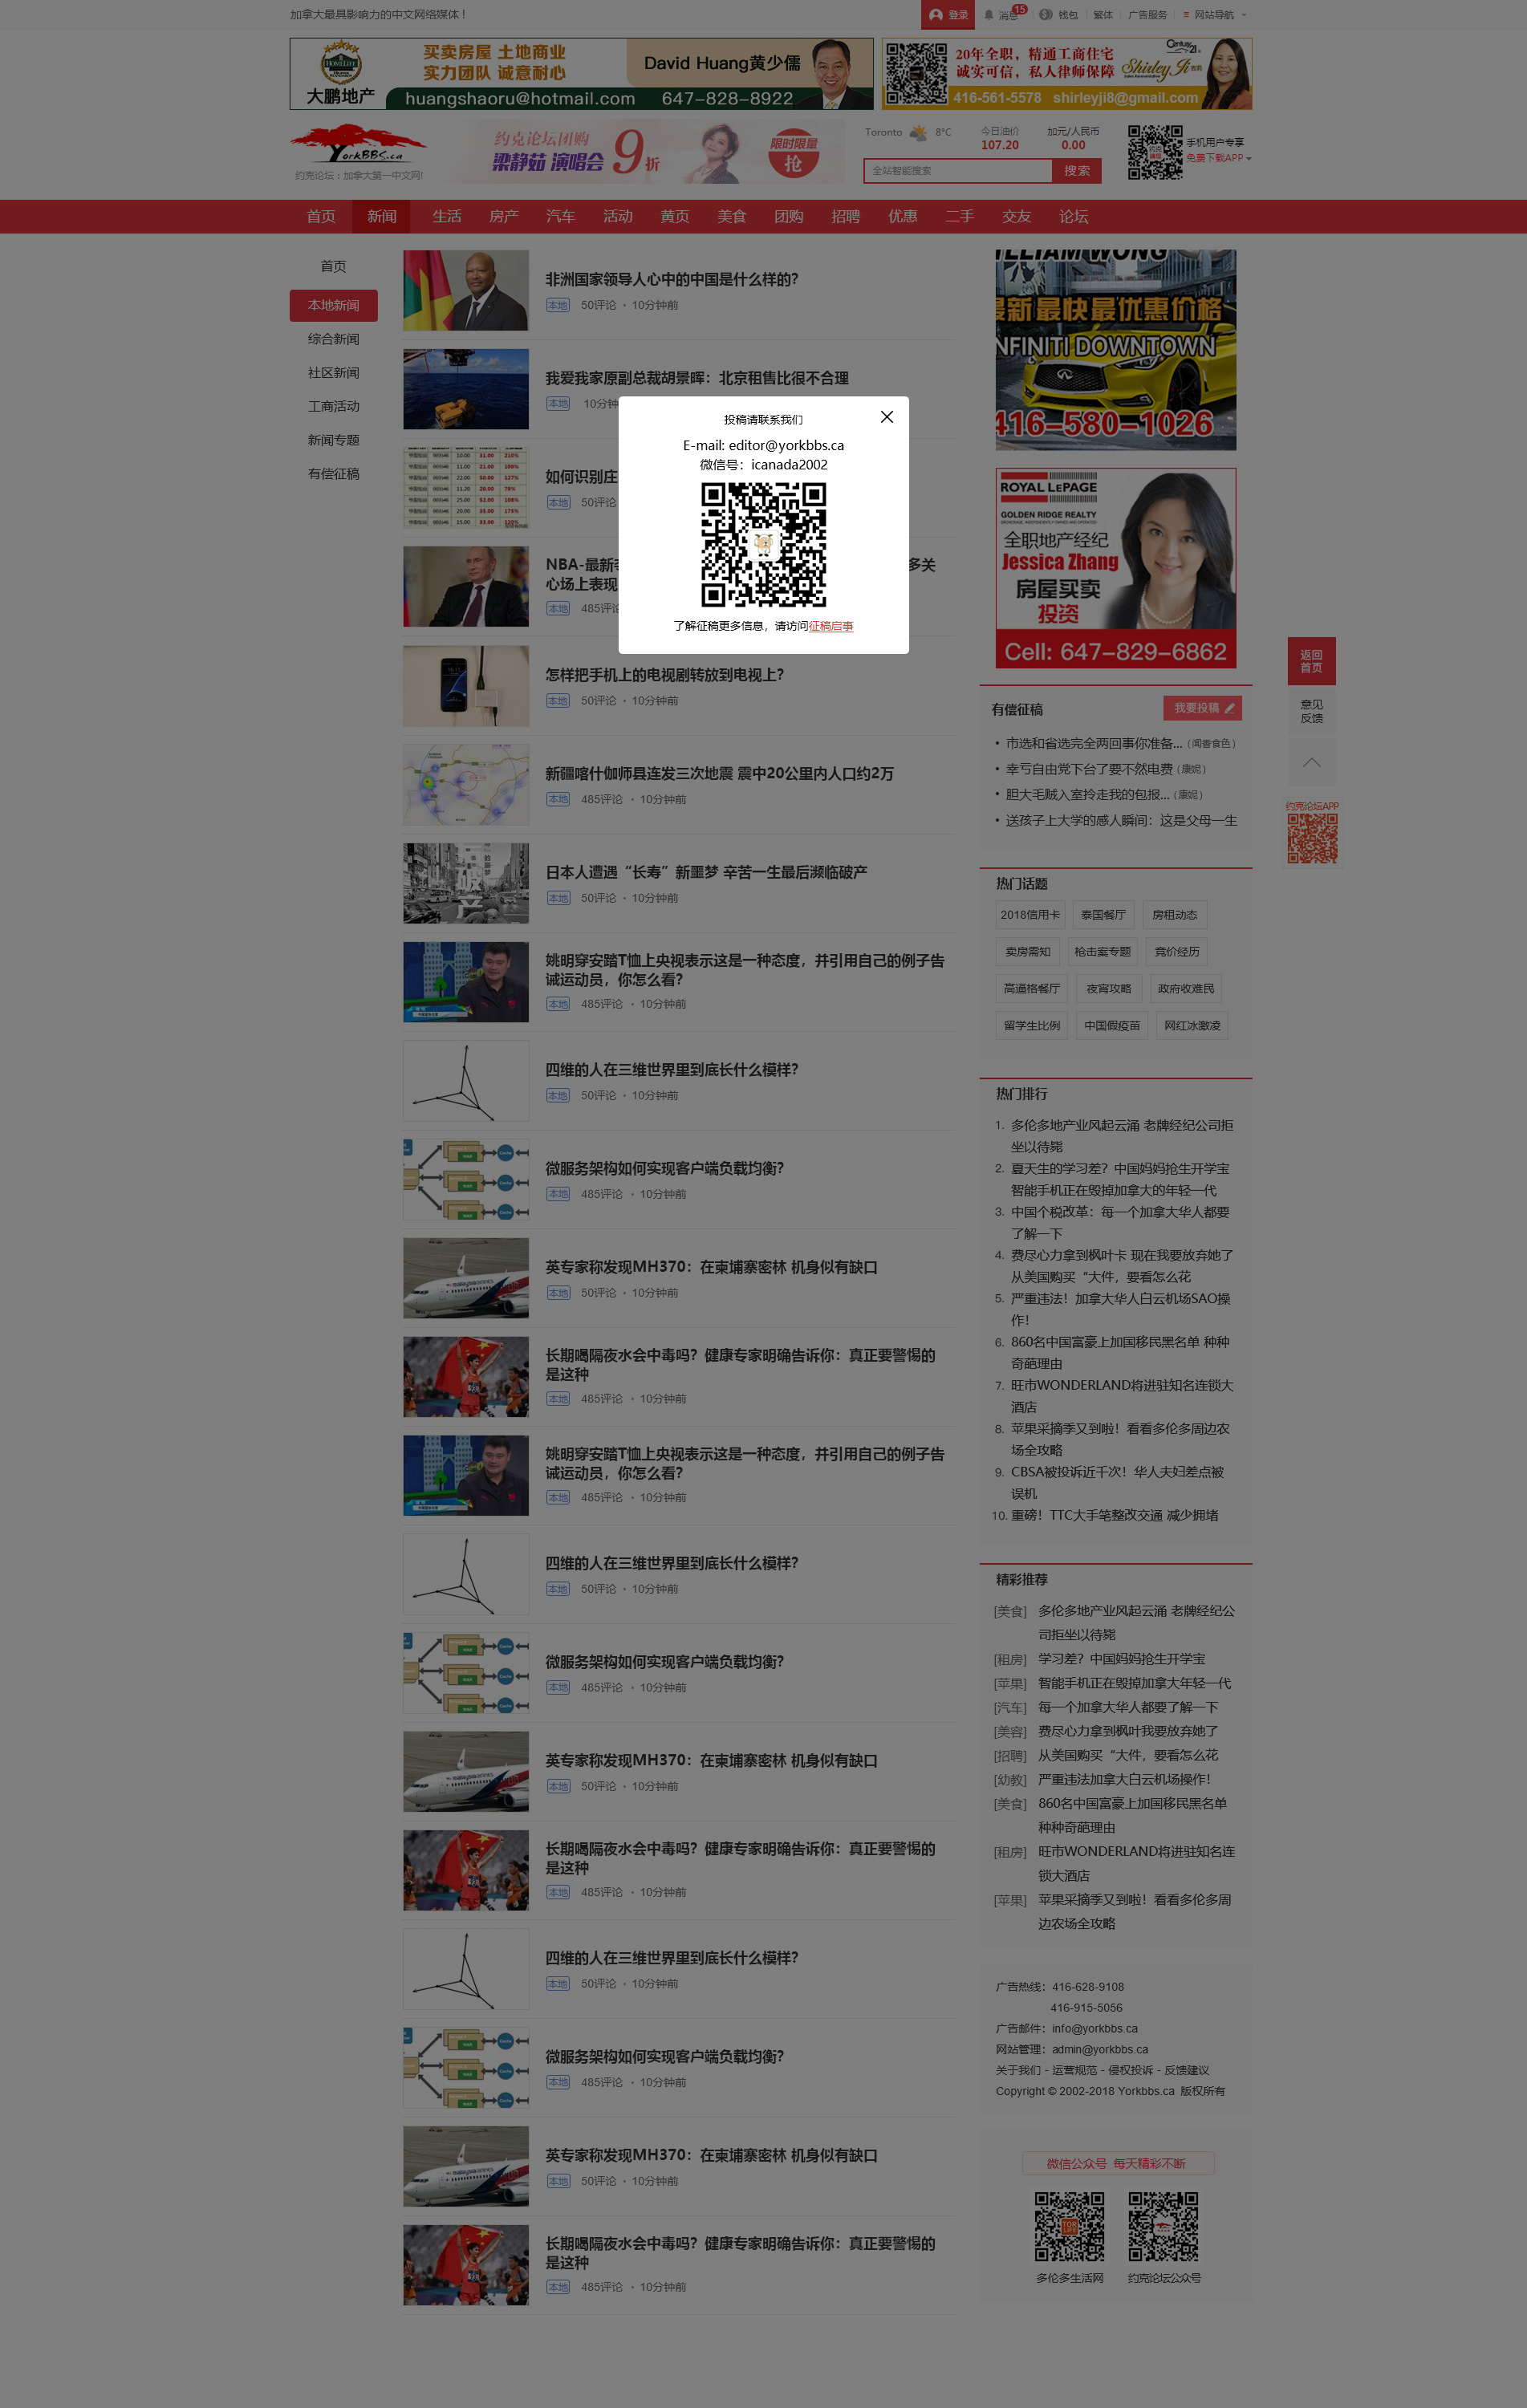 加拿大最具影响力的中文网络媒体！
登录 消息 15 钱包 繁体 广告服务 网站导航
HOMELIFE
大鹏地产
买卖房屋 土地商业
实力团队 诚意耐心
David Huang黄少儒
huangshaoru@hotmail.com 647-828-8922
20年全职，精通工商住宅
诚实可信，私人律师保障
Century 21
Shirley Ji
416-561-5578 shirleyji8@gmail.com
YorkBBS.ca
约克论坛：加拿大第一中文网!
约克论坛团购
梁静茹 演唱会
9折
限时限量
抢
Toronto 8°C
今日油价
107.20
加元/人民币
0.00
全站智能搜索
搜索
手机用户专享
免费下载APP
首页 新闻 生活 房产 汽车 活动 黄页 美食 团购 招聘 优惠 二手 交友 论坛
首页
本地新闻
综合新闻
社区新闻
工商活动
新闻专题
有偿征稿
非洲国家领导人心中的中国是什么样的？
本地 50评论 • 10分钟前
我爱我家原副总裁胡景晖：北京租售比很不合理
本地 10分钟
如何识别庄
本地 50评论
NBA-最新
多关
心场上表现
本地 485评论
投稿请联系我们
E-mail: editor@yorkbbs.ca
微信号：icanada2002
了解征稿更多信息，请访问征稿启事
怎样把手机上的电视剧转放到电视上？
本地 50评论 • 10分钟前
新疆喀什伽师县连发三次地震 震中20公里内人口约2万
本地 485评论 • 10分钟前
破产
日本人遭遇“长寿”新噩梦 辛苦一生最后濒临破产
本地 50评论 • 10分钟前
姚明穿安踏T恤上央视表示这是一种态度，并引用自己的例子告
诫运动员，你怎么看？
本地 485评论 • 10分钟前
四维的人在三维世界里到底长什么模样？
本地 50评论 • 10分钟前
微服务架构如何实现客户端负载均衡？
本地 485评论 • 10分钟前
英专家称发现MH370：在柬埔寨密林 机身似有缺口
本地 50评论 • 10分钟前
长期喝隔夜水会中毒吗？健康专家明确告诉你：真正要警惕的
是这种
本地 485评论 • 10分钟前
姚明穿安踏T恤上央视表示这是一种态度，并引用自己的例子告
诫运动员，你怎么看？
本地 485评论 • 10分钟前
四维的人在三维世界里到底长什么模样？
本地 50评论 • 10分钟前
微服务架构如何实现客户端负载均衡？
本地 485评论 • 10分钟前
英专家称发现MH370：在柬埔寨密林 机身似有缺口
本地 50评论 • 10分钟前
长期喝隔夜水会中毒吗？健康专家明确告诉你：真正要警惕的
是这种
本地 485评论 • 10分钟前
四维的人在三维世界里到底长什么模样？
本地 50评论 • 10分钟前
微服务架构如何实现客户端负载均衡？
本地 485评论 • 10分钟前
英专家称发现MH370：在柬埔寨密林 机身似有缺口
本地 50评论 • 10分钟前
长期喝隔夜水会中毒吗？健康专家明确告诉你：真正要警惕的
是这种
本地 485评论 • 10分钟前
WILLIAM WONG
最新最快最优惠价格
INFINITI DOWNTOWN
416-580-1026
ROYAL LEPAGE
GOLDEN RIDGE REALTY
全职地产经纪
Jessica Zhang
房屋买卖
投资
Cell: 647-829-6862
有偿征稿 我要投稿
• 市选和省选完全两回事你准备... (闻香食色)
• 幸亏自由党下台了要不然电费 (康妮)
• 胆大毛贼入室拎走我的包报... (康妮)
• 送孩子上大学的感人瞬间：这是父母一生
热门话题
2018信用卡 泰国餐厅 房租动态
卖房需知 枪击案专题 竟价经历
高逼格餐厅 夜宵攻略 政府收难民
留学生比例 中国假疫苗 网红冰激凌
热门排行
1. 多伦多地产业风起云涌 老牌经纪公司拒
坐以待毙
2. 夏天生的学习差？中国妈妈抢生开学宝
智能手机正在毁掉加拿大的年轻一代
3. 中国个税改革：每一个加拿大华人都要
了解一下
4. 费尽心力拿到枫叶卡 现在我要放弃她了
从美国购买“大件，要看怎么花
5. 严重违法！加拿大华人白云机场SAO操
作！
6. 860名中国富豪上加国移民黑名单 种种
奇葩理由
7. 旺市WONDERLAND将进驻知名连锁大
酒店
8. 苹果采摘季又到啦！看看多伦多周边农
场全攻略
9. CBSA被投诉近千次！华人夫妇差点被
误机
10. 重磅！TTC大手笔整改交通 减少拥堵
精彩推荐
[美食] 多伦多地产业风起云涌 老牌经纪公
司拒坐以待毙
[租房] 学习差？中国妈妈抢生开学宝
[苹果] 智能手机正在毁掉加拿大年轻一代
[汽车] 每一个加拿大华人都要了解一下
[美容] 费尽心力拿到枫叶我要放弃她了
[招聘] 从美国购买“大件，要看怎么花
[幼教] 严重违法加拿大白云机场操作！
[美食] 860名中国富豪上加国移民黑名单
种种奇葩理由
[租房] 旺市WONDERLAND将进驻知名连
锁大酒店
[苹果] 苹果采摘季又到啦！看看多伦多周
边农场全攻略
广告热线：416-628-9108
416-915-5056
广告邮件：info@yorkbbs.ca
网站管理：admin@yorkbbs.ca
关于我们 - 运营规范 - 侵权投诉 - 反馈建议
Copyright © 2002-2018 Yorkbbs.ca 版权所有
微信公众号 每天精彩不断
TOR LIFE
多伦多生活网 约克论坛公众号
返回
首页
意见
反馈
约克论坛APP